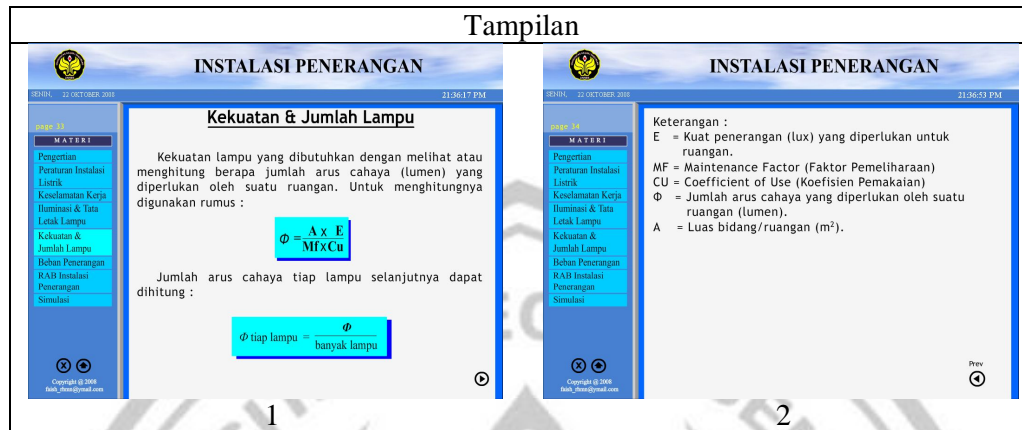 Tampilan
INSTALASI PENERANGAN
SENIN, 22 OKTOBER 2008
21:36:17 PM
page 33
MATERI
Pengertian
Peraturan Instalasi
Listrik
Keselamatan Kerja
Iluminasi & Tata
Letak Lampu
Kekuatan &
Jumlah Lampu
Beban Penerangan
RAB Instalasi
Penerangan
Simulasi
Copyright @ 2008
Kekuatan & Jumlah Lampu
Kekuatan lampu yang dibutuhkan dengan melihat atau
menghitung berapa jumlah arus cahaya (lumen) yang
diperlukan oleh suatu ruangan. Untuk menghitungnya
digunakan rumus :
Φ = A x E
Mf x Cu
Jumlah arus cahaya tiap lampu selanjutnya dapat
dihitung :
Φ tiap lampu = Φ
banyak lampu
1
INSTALASI PENERANGAN
SENIN, 22 OKTOBER 2008
21:36:53 PM
page 34
MATERI
Pengertian
Peraturan Instalasi
Listrik
Keselamatan Kerja
Iluminasi & Tata
Letak Lampu
Kekuatan &
Jumlah Lampu
Beban Penerangan
RAB Instalasi
Penerangan
Simulasi
Copyright @ 2008
Keterangan :
E = Kuat penerangan (lux) yang diperlukan untuk
ruangan.
MF = Maintenance Factor (Faktor Pemeliharaan)
CU = Coefficient of Use (Koefisien Pemakaian)
Φ = Jumlah arus cahaya yang diperlukan oleh suatu
ruangan (lumen).
A = Luas bidang/ruangan (m²).
Prev
2